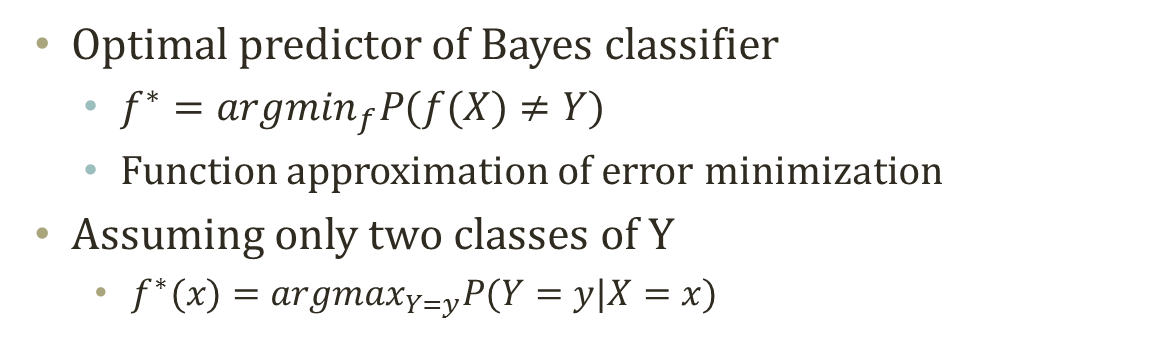 • Optimal predictor of Bayes classifier
• f* = argmin_f P(f(X) ≠ Y)
• Function approximation of error minimization
• Assuming only two classes of Y
• f*(x) = argmax_{Y=y} P(Y = y|X = x)